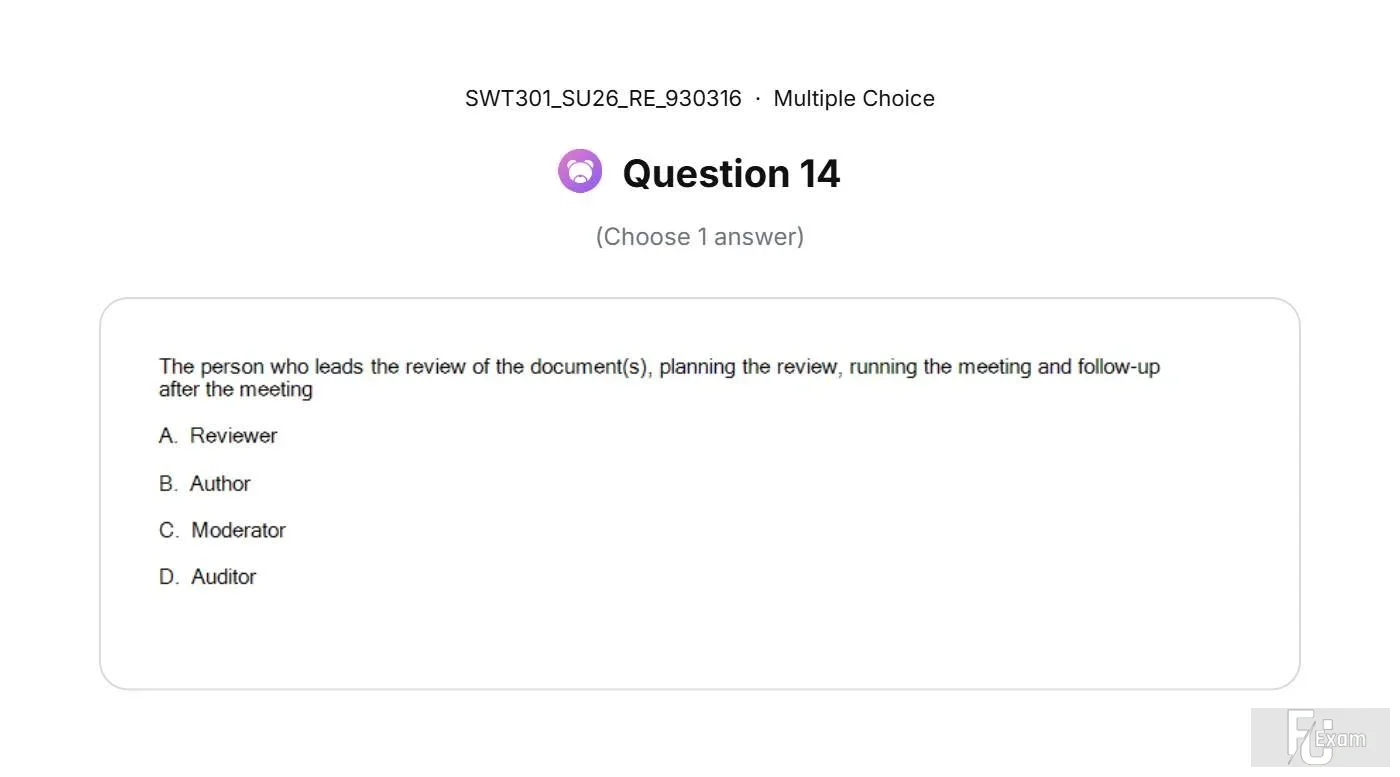 SWT301_SU26_RE_930316 · Multiple Choice
Question 14
(Choose 1 answer)
The person who leads the review of the document(s), planning the review, running the meeting and follow-up
after the meeting
A. Reviewer
B. Author
C. Moderator
D. Auditor
FC Exam